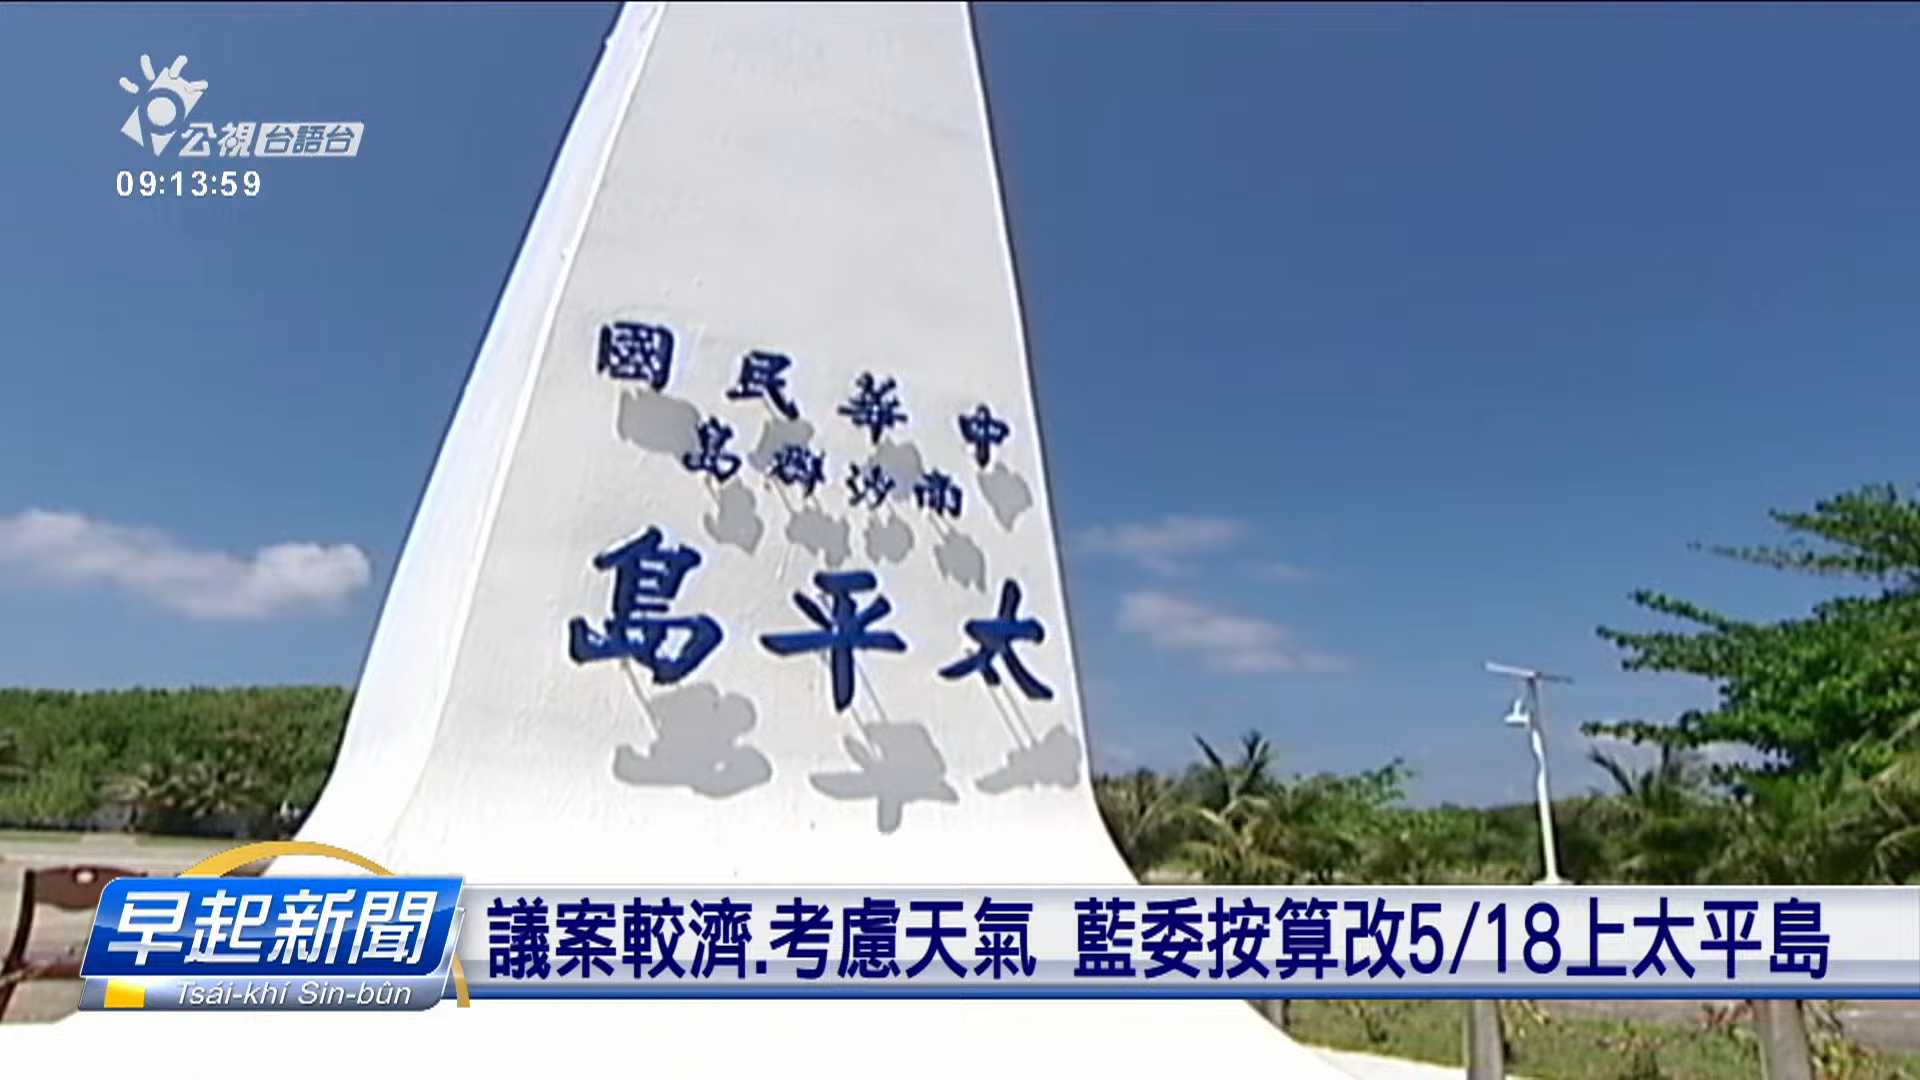 公視台語台
09:13:59
中華民國
南沙群島
太平島
早起新聞
Tsái-khí Sin-bûn
議案較濟.考慮天氣 藍委按算改5/18上太平島